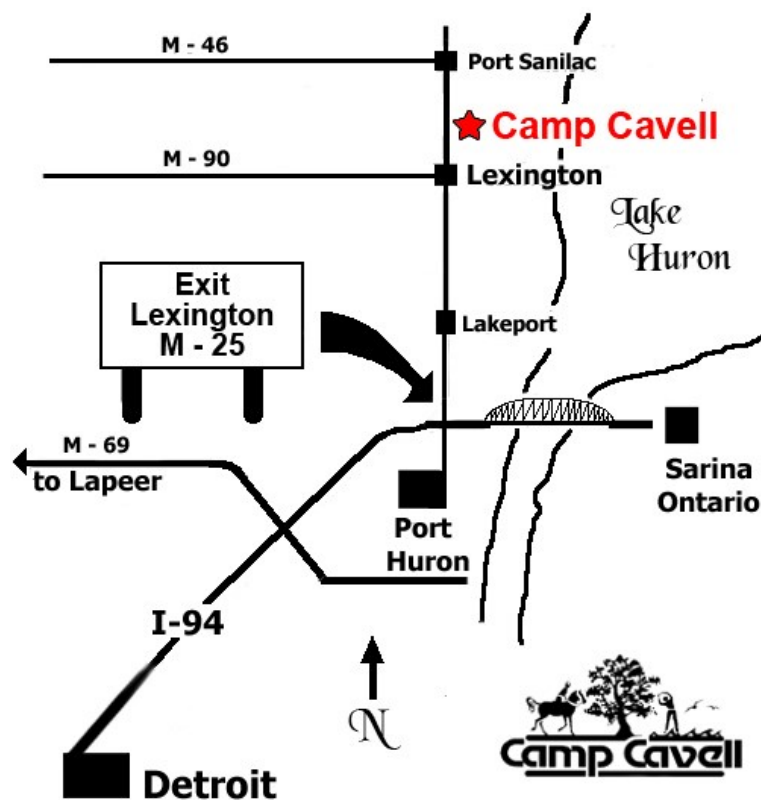 M - 46
Port Sanilac
Camp Cavell
M - 90
Lexington
Lake
Huron
Exit
Lexington
M - 25
Lakeport
M - 69
to Lapeer
Sarina
Ontario
Port
Huron
I-94
N
Camp Cavell
Detroit